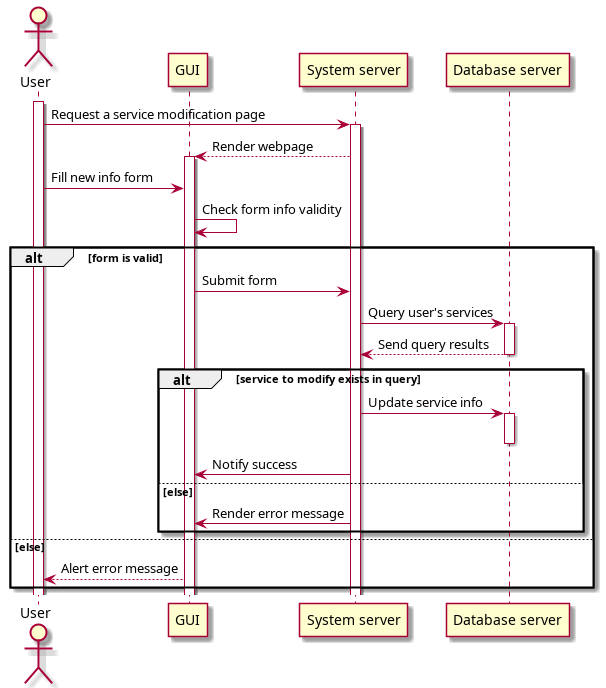 User
GUI
System server
Database server
Request a service modification page
Render webpage
Fill new info form
Check form info validity
alt [form is valid]
Submit form
Query user's services
Send query results
alt [service to modify exists in query]
Update service info
Notify success
[else]
Render error message
[else]
Alert error message
User
GUI
System server
Database server